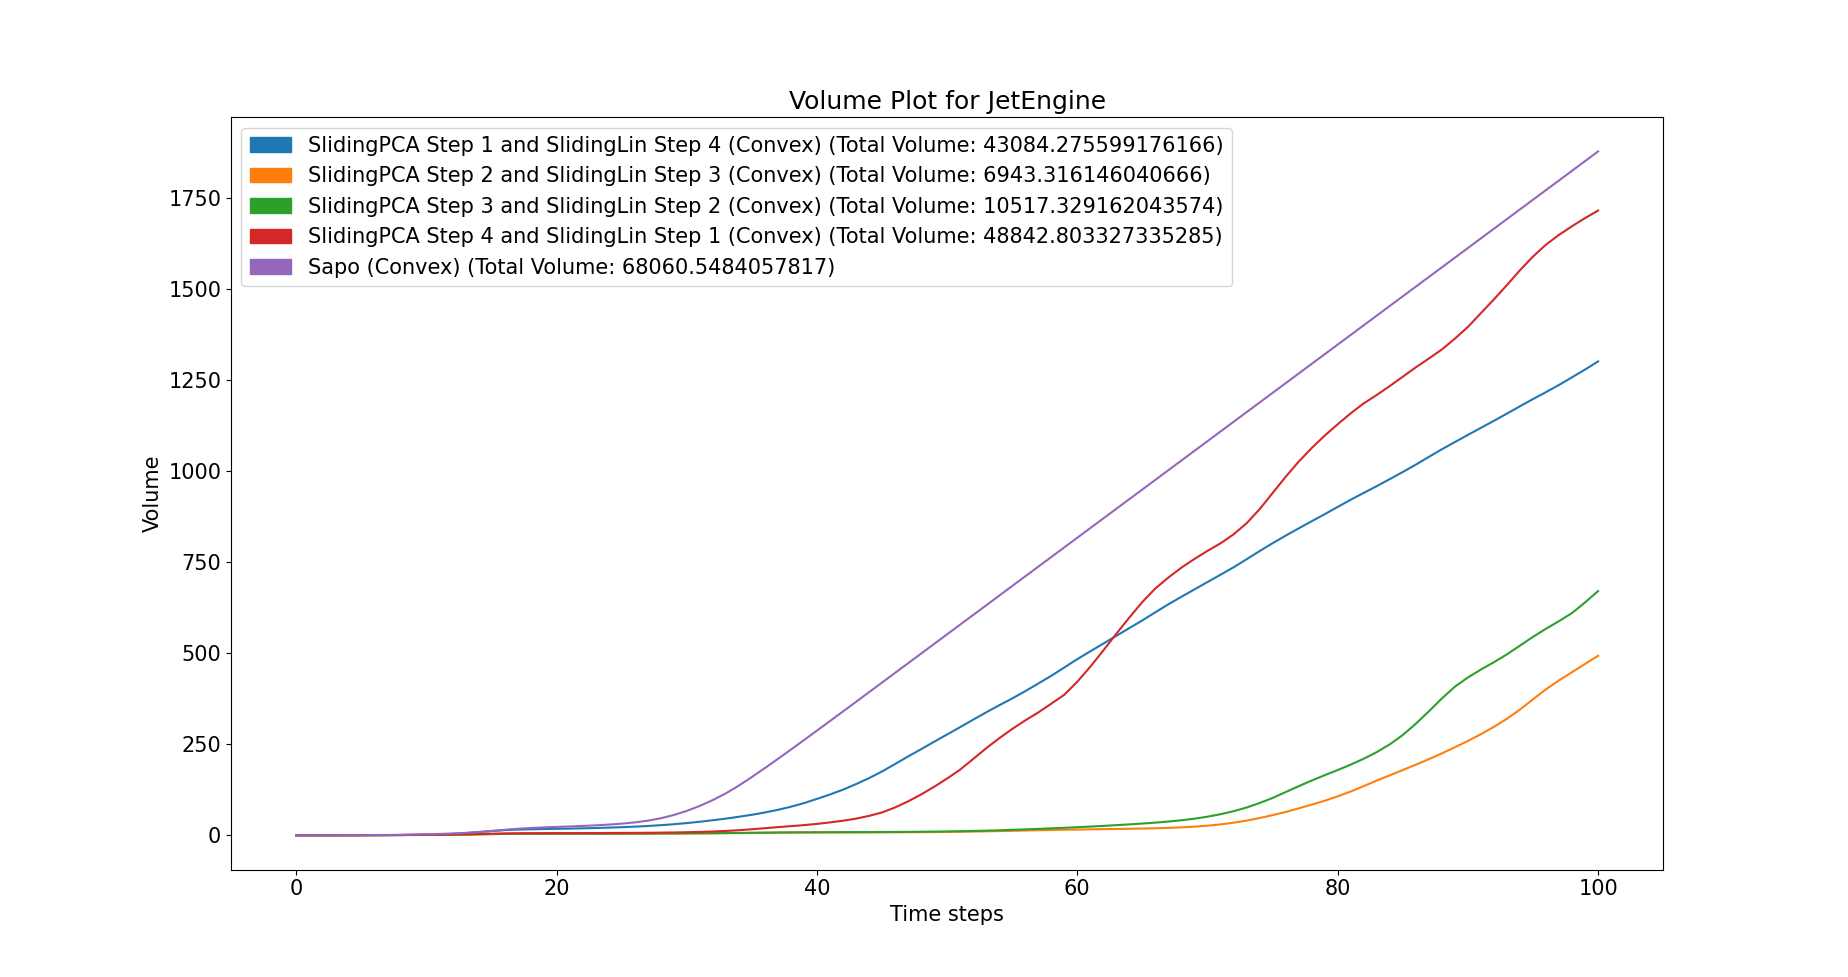 Volume Plot for JetEngine
SlidingPCA Step 1 and SlidingLin Step 4 (Convex) (Total Volume: 43084.275599176166)
SlidingPCA Step 2 and SlidingLin Step 3 (Convex) (Total Volume: 6943.316146040666)
SlidingPCA Step 3 and SlidingLin Step 2 (Convex) (Total Volume: 10517.329162043574)
SlidingPCA Step 4 and SlidingLin Step 1 (Convex) (Total Volume: 48842.803327335285)
Sapo (Convex) (Total Volume: 68060.5484057817)
Volume
1750
1500
1250
1000
750
500
250
0
0 20 40 60 80 100
Time steps